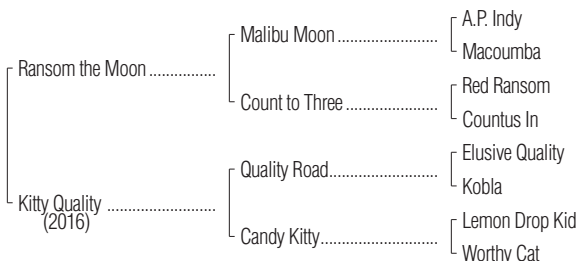 A.P. Indy
Malibu Moon
Macoumba
Ransom the Moon
Red Ransom
Count to Three
Countus In
Elusive Quality
Quality Road
Kobla
Kitty Quality
(2016)
Lemon Drop Kid
Candy Kitty
Worthy Cat